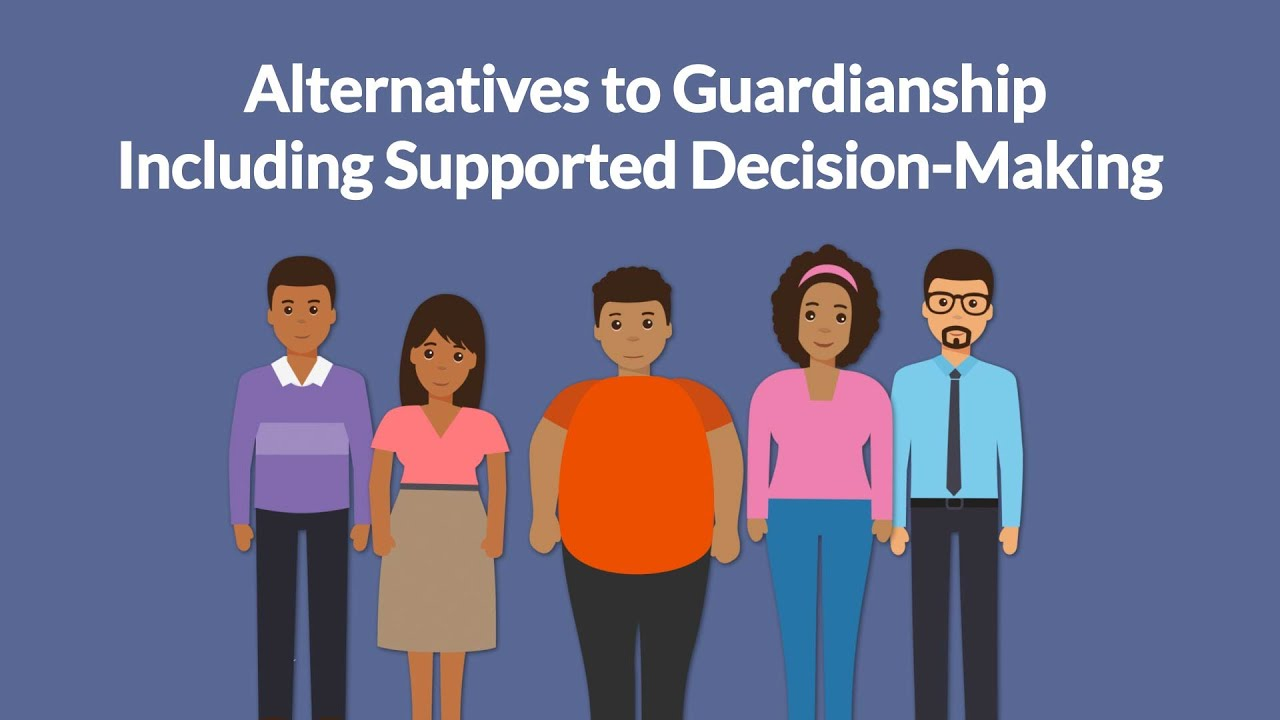 Alternatives to Guardianship
Including Supported Decision-Making